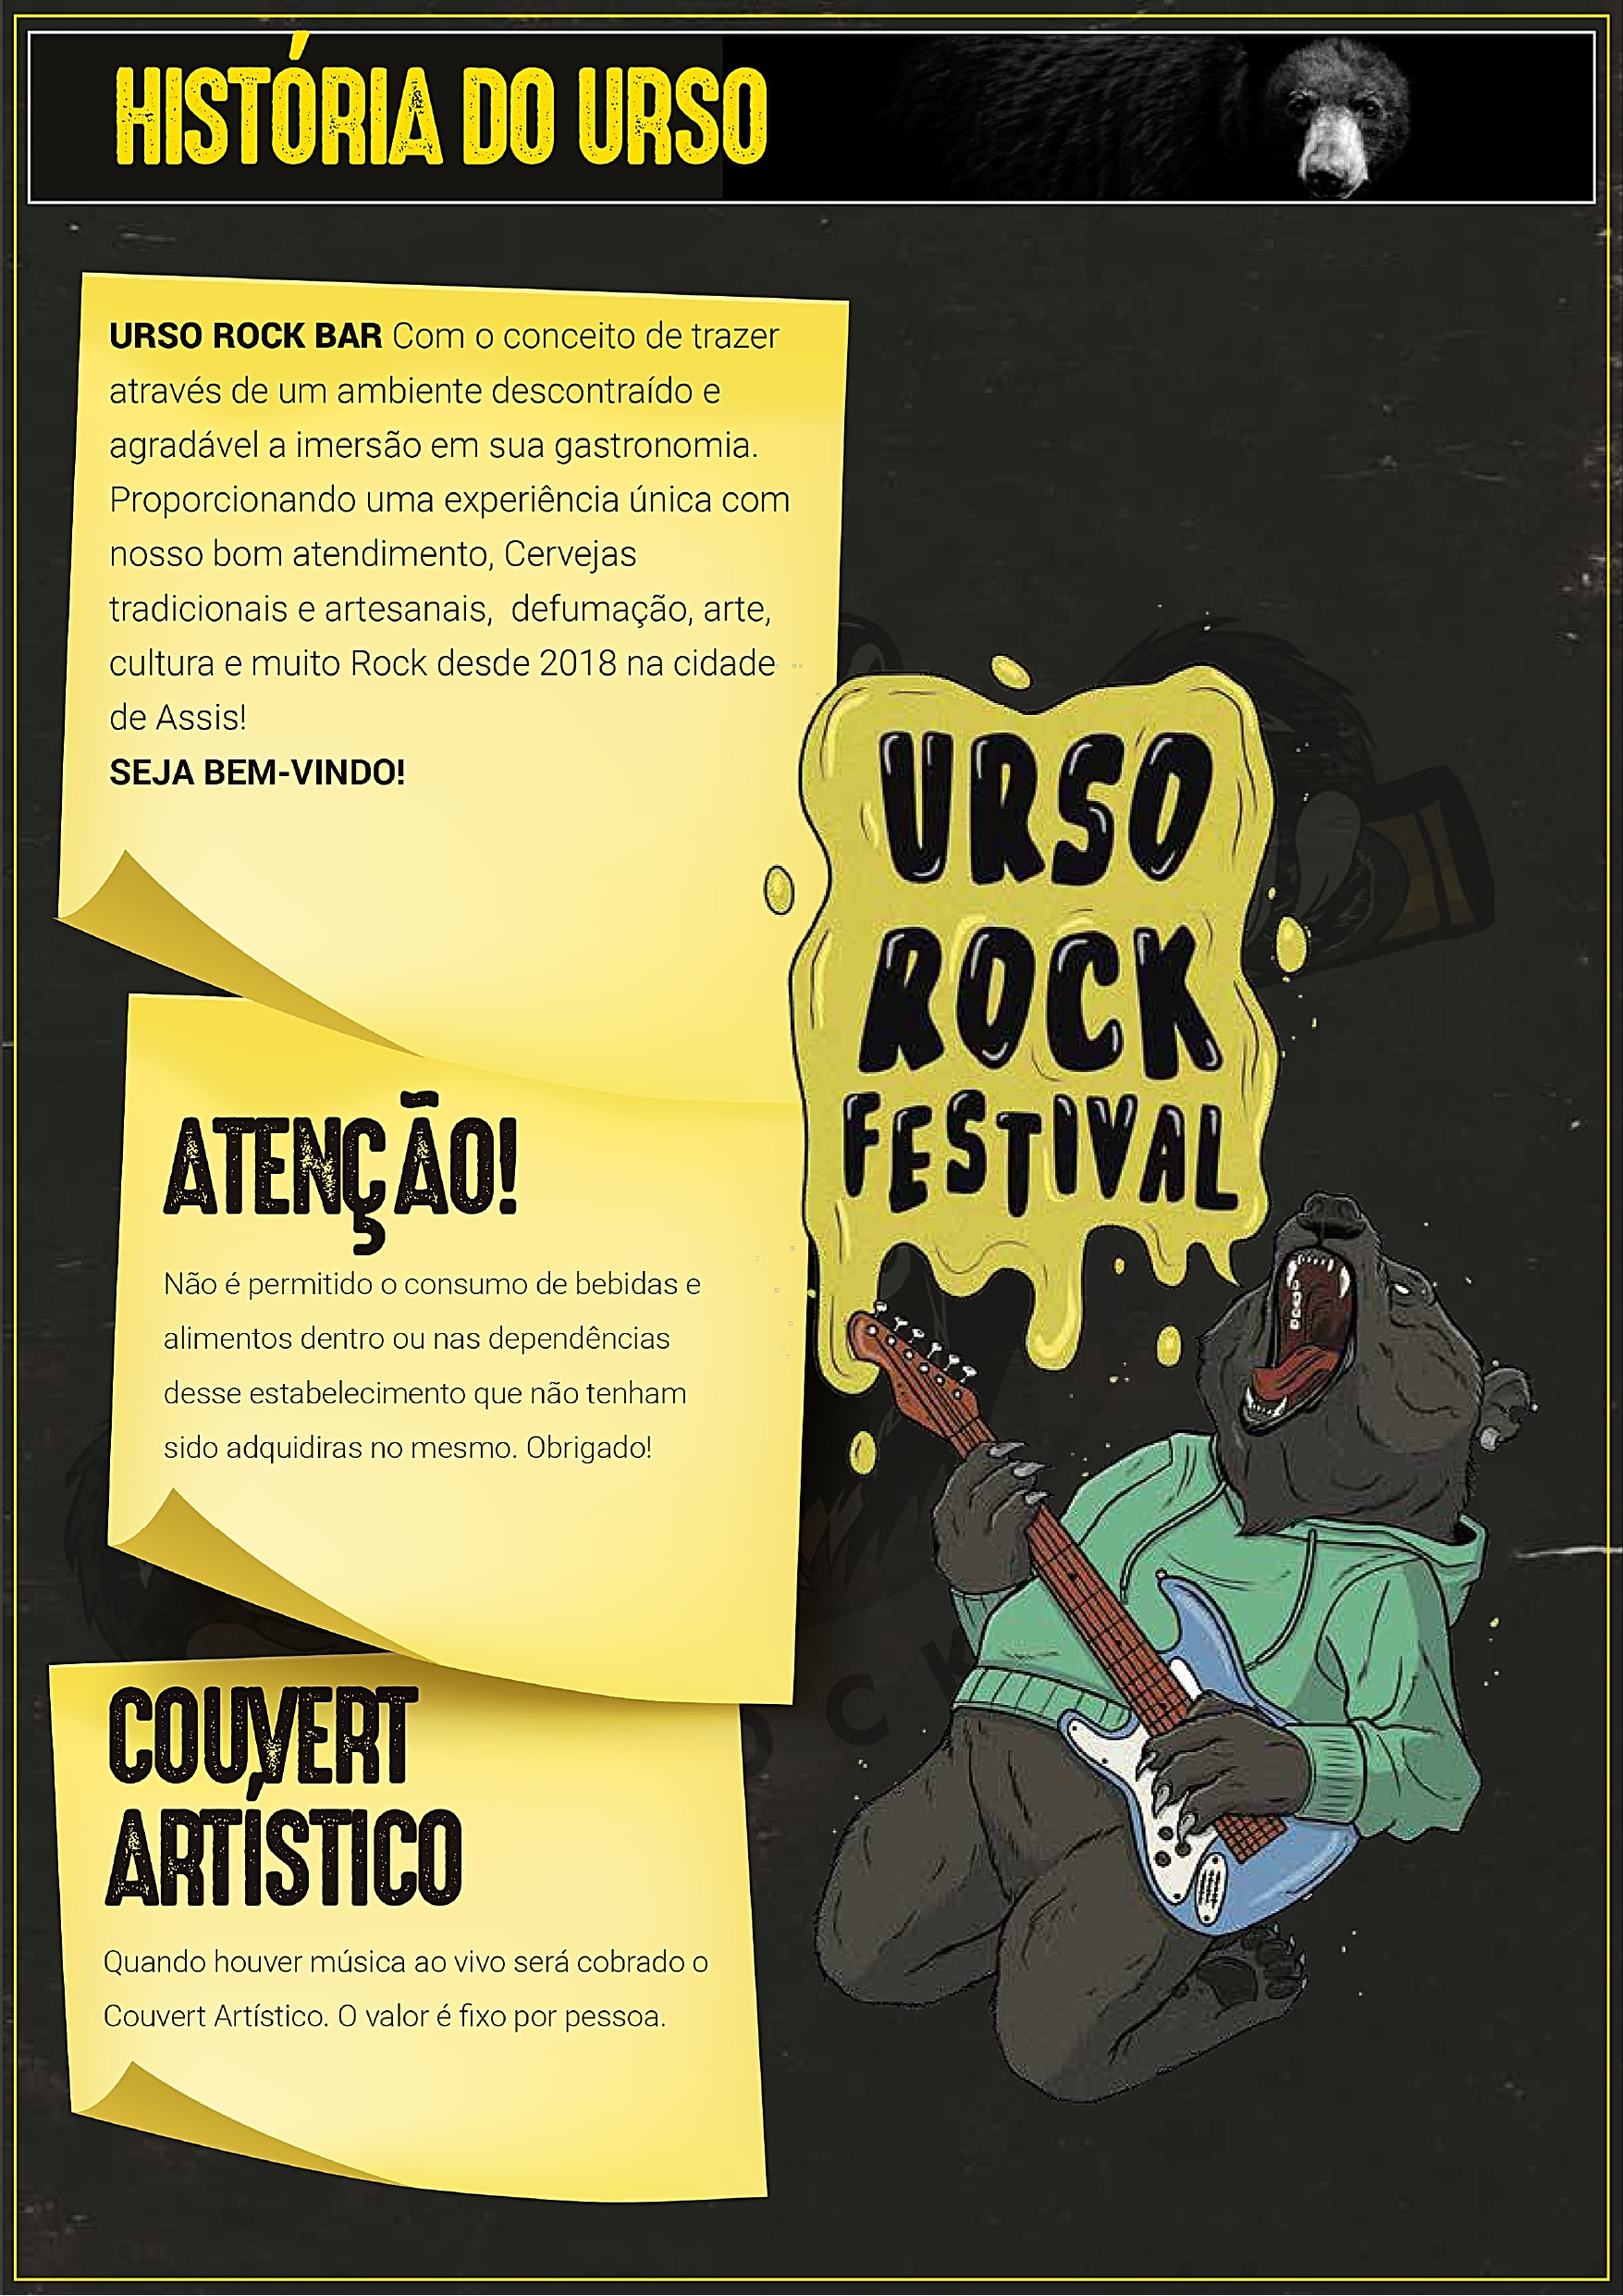 HISTÓRIA DO URSO
URSO ROCK BAR Com o conceito de trazer
através de um ambiente descontraído e
agradável a imersão em sua gastronomia.
Proporcionando uma experiência única com
nosso bom atendimento, Cervejas
tradicionais e artesanais,  defumação, arte,
cultura e muito Rock desde 2018 na cidade
de Assis!
SEJA BEM-VINDO!
URSO
ROCK
FESTIVAL
ATENÇÃO!
Não é permitido o consumo de bebidas e
alimentos dentro ou nas dependências
desse estabelecimento que não tenham
sido adquidiras no mesmo. Obrigado!
COUVERT
ARTÍSTICO
Quando houver música ao vivo será cobrado o
Couvert Artístico. O valor é fixo por pessoa.